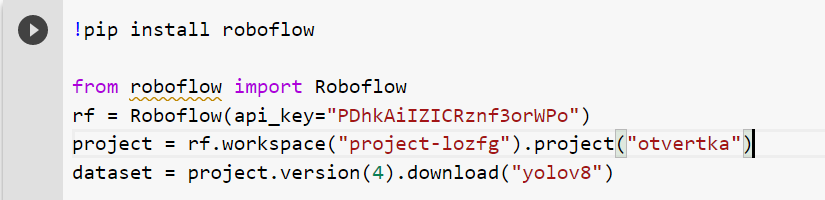 !pip install roboflow
from roboflow import Roboflow
rf = Roboflow(api_key="PDhkAiIZICRznf3orWPo")
project = rf.workspace("project-lozfg").project("otvertka")
dataset = project.version(4).download("yolov8")